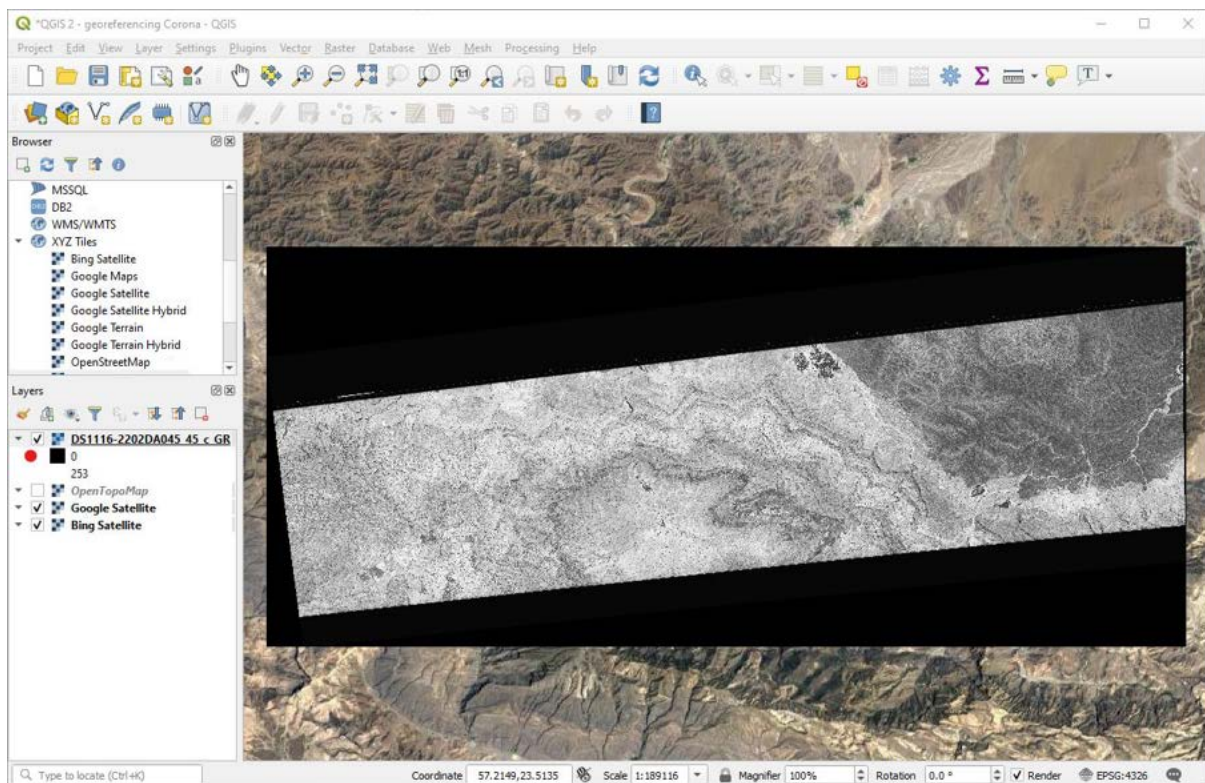 *QGIS 2 - georeferencing Corona - QGIS
Project Edit View Layer Settings Plugins Vector Raster Database Web Mesh Processing Help
Browser
MSSQL
DB2
WMS/WMTS
XYZ Tiles
Bing Satellite
Google Maps
Google Satellite
Google Satellite Hybrid
Google Terrain
Google Terrain Hybrid
OpenStreetMap
Layers
DS1116-2202DA045 45 c GR
0
253
OpenTopoMap
Google Satellite
Bing Satellite
Type to locate (Ctrl+K) Coordinate 57.2149,23.5135 Scale 1:189116 Magnifier 100% Rotation 0.0 ° Render EPSG:4326